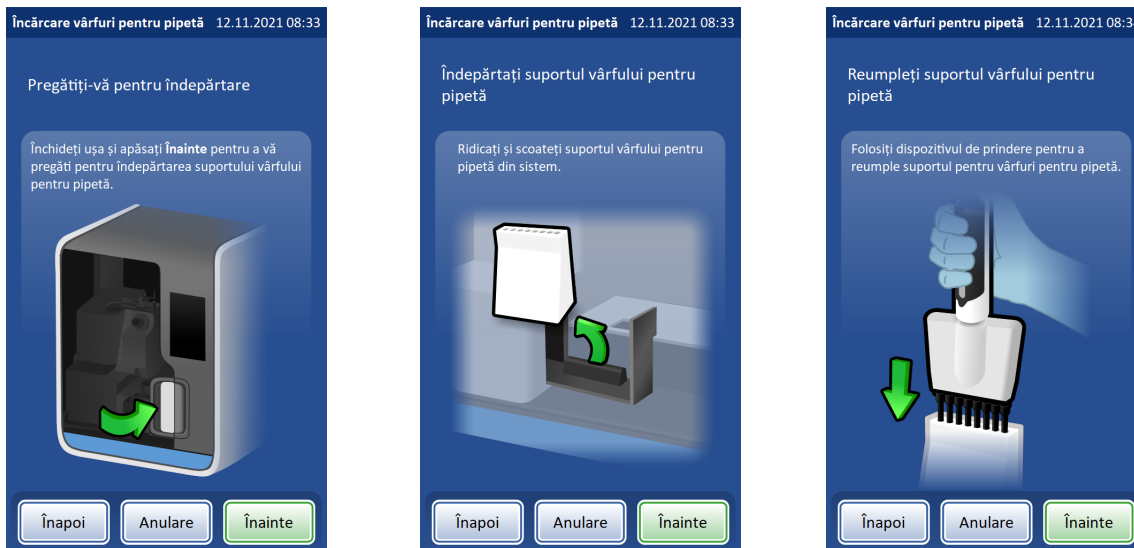 Încărcare vârfuri pentru pipetă 12.11.2021 08:33
Pregătiți-vă pentru îndepărtare
Închideți ușa și apăsați Înainte pentru a vă
pregăti pentru îndepărtarea suportului vârfului
pentru pipetă.
Înapoi Anulare Înainte
Încărcare vârfuri pentru pipetă 12.11.2021 08:33
Îndepărtați suportul vârfului pentru
pipetă
Ridicați și scoateți suportul vârfului pentru
pipetă din sistem.
Înapoi Anulare Înainte
Încărcare vârfuri pentru pipetă 12.11.2021
Reumpleți suportul vârfului pentru
pipetă
Folosiți dispozitivul de prindere pentru a
reumple suportul pentru vârfuri pentru pipetă.
Înapoi Anulare Înainte